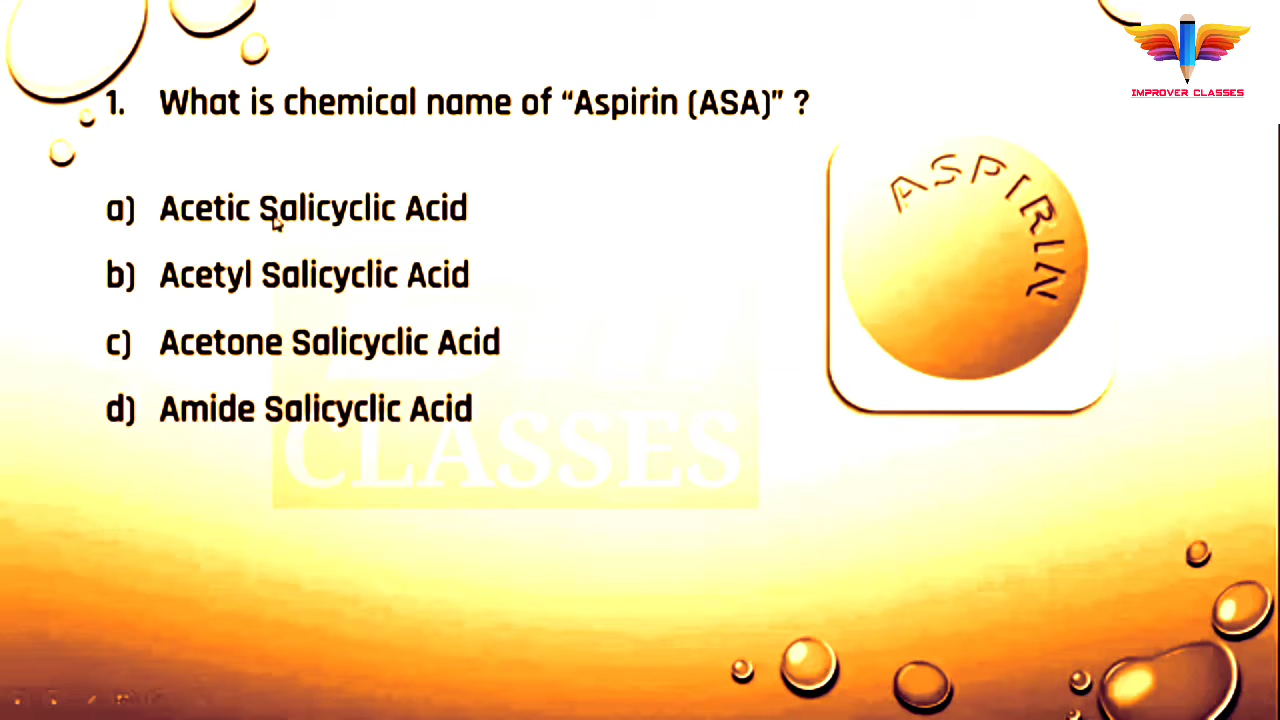 IMPROVER CLASSES
1. What is chemical name of “Aspirin (ASA)” ?
ASPIRIN
a) Acetic Salicyclic Acid
b) Acetyl Salicyclic Acid
c) Acetone Salicyclic Acid
d) Amide Salicyclic Acid
CLASSES